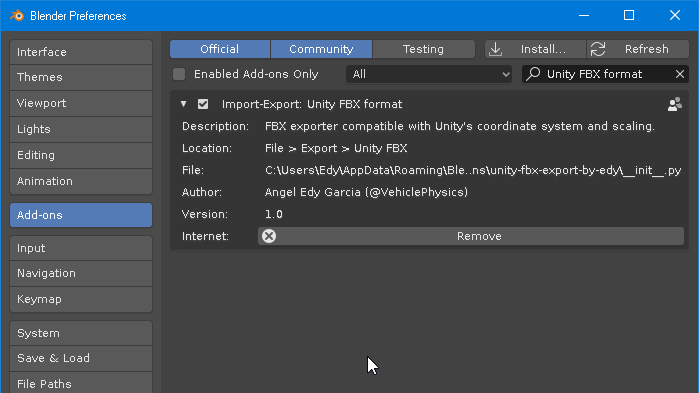 Blender Preferences
Interface
Themes
Viewport
Lights
Editing
Animation
Add-ons
Input
Navigation
Keymap
System
Save & Load
File Paths
Official Community Testing Install... Refresh
Enabled Add-ons Only All Unity FBX format
Import-Export: Unity FBX format
Description: FBX exporter compatible with Unity's coordinate system and scaling.
Location: File > Export > Unity FBX
File: C:\Users\Edy\AppData\Roaming\Ble..ns\unity-fbx-export-by-edy\__init__.py
Author: Angel Edy Garcia (@VehiclePhysics)
Version: 1.0
Internet: Remove